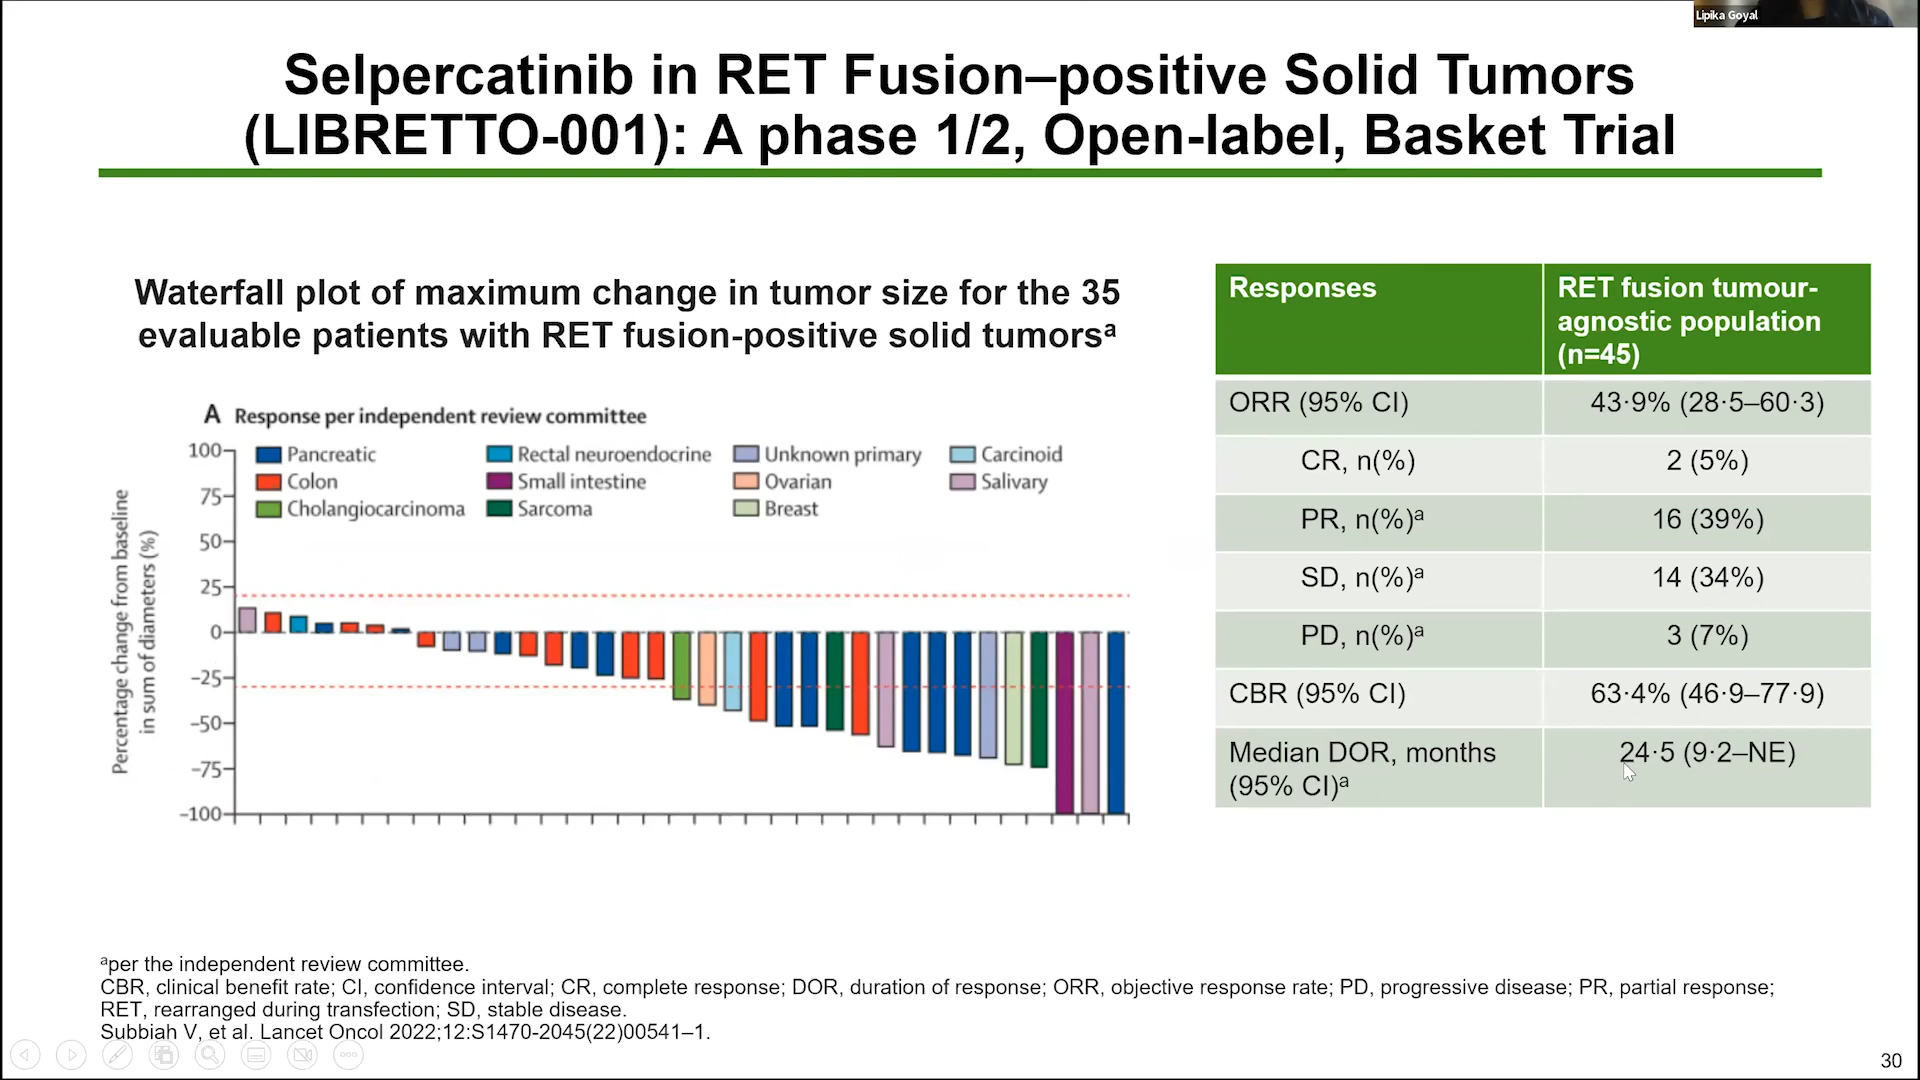 Lipika Goyal
Selpercatinib in RET Fusion–positive Solid Tumors
(LIBRETTO-001): A phase 1/2, Open-label, Basket Trial
Waterfall plot of maximum change in tumor size for the 35
evaluable patients with RET fusion-positive solid tumorsᵃ
A Response per independent review committee
Percentage change from baseline
in sum of diameters (%)
100
75
50
25
0
−25
−50
−75
−100
Pancreatic
Colon
Cholangiocarcinoma
Rectal neuroendocrine
Small intestine
Sarcoma
Unknown primary
Ovarian
Breast
Carcinoid
Salivary
Responses
RET fusion tumour-
agnostic population
(n=45)
ORR (95% CI) 43·9% (28·5–60·3)
CR, n(%) 2 (5%)
PR, n(%)ᵃ 16 (39%)
SD, n(%)ᵃ 14 (34%)
PD, n(%)ᵃ 3 (7%)
CBR (95% CI) 63·4% (46·9–77·9)
Median DOR, months
(95% CI)ᵃ
24·5 (9·2–NE)
ᵃper the independent review committee.
CBR, clinical benefit rate; CI, confidence interval; CR, complete response; DOR, duration of response; ORR, objective response rate; PD, progressive disease; PR, partial response;
RET, rearranged during transfection; SD, stable disease.
Subbiah V, et al. Lancet Oncol 2022;12:S1470-2045(22)00541–1.
30